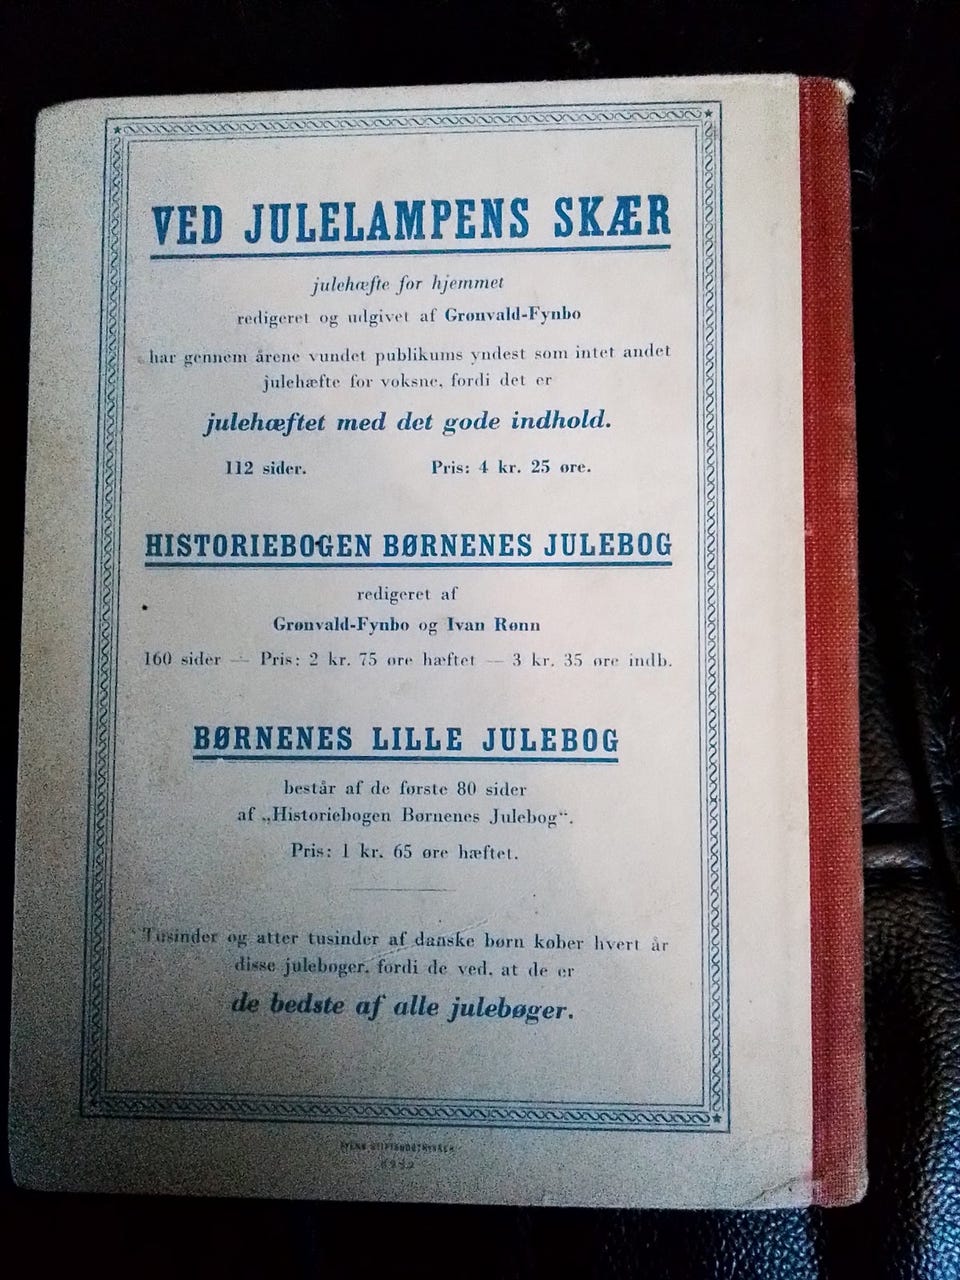 VED JULELAMPENS SKÆR
julehæfte for hjemmet
redigeret og udgivet af Grønvald-Fynbo
har gennem årene vundet publikums yndest som intet andet
julehæfte for voksne, fordi det er
julehæftet med det gode indhold.
112 sider. Pris: 4 kr. 25 øre.
HISTORIEBOGEN BØRNENES JULEBOG
redigeret af
Grønvald-Fynbo og Ivan Rønn
160 sider — Pris: 2 kr. 75 øre hæftet — 3 kr. 35 øre indb.
BØRNENES LILLE JULEBOG
består af de første 80 sider
af „Historiebogen Børnenes Julebog“.
Pris: 1 kr. 65 øre hæftet.
Tusinder og atter tusinder af danske børn køber hvert år
disse julebøger, fordi de ved, at de er
de bedste af alle julebøger.